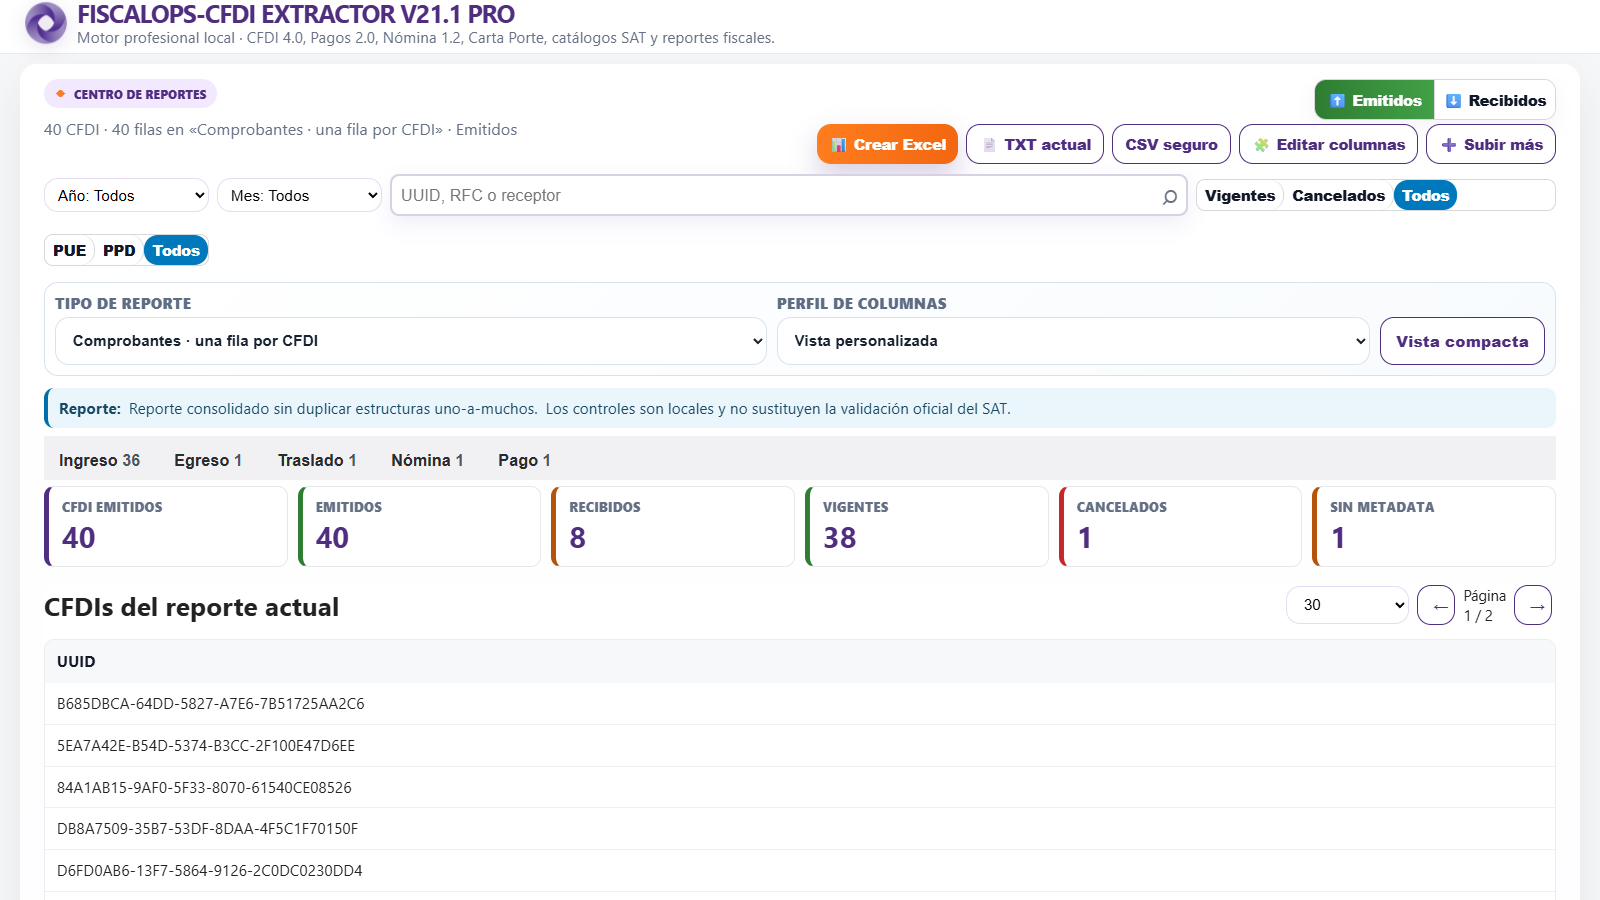 FISCALOPS-CFDI EXTRACTOR V21.1 PRO
Motor profesional local · CFDI 4.0, Pagos 2.0, Nómina 1.2, Carta Porte, catálogos SAT y reportes fiscales.
CENTRO DE REPORTES
Emitidos Recibidos
40 CFDI · 40 filas en «Comprobantes · una fila por CFDI» · Emitidos
Crear Excel TXT actual CSV seguro Editar columnas Subir más
Año: Todos Mes: Todos UUID, RFC o receptor Vigentes Cancelados Todos
PUE PPD Todos
TIPO DE REPORTE PERFIL DE COLUMNAS
Comprobantes · una fila por CFDI Vista personalizada Vista compacta
Reporte: Reporte consolidado sin duplicar estructuras uno-a-muchos. Los controles son locales y no sustituyen la validación oficial del SAT.
Ingreso 36 Egreso 1 Traslado 1 Nómina 1 Pago 1
CFDI EMITIDOS EMITIDOS RECIBIDOS VIGENTES CANCELADOS SIN METADATA
40 40 8 38 1 1
CFDIs del reporte actual 30 ← Página 1 / 2 →
UUID
B685DBCA-64DD-5827-A7E6-7B51725AA2C6
5EA7A42E-B54D-5374-B3CC-2F100E47D6EE
84A1AB15-9AF0-5F33-8070-61540CE08526
DB8A7509-35B7-53DF-8DAA-4F5C1F70150F
D6FD0AB6-13F7-5864-9126-2C0DC0230DD4